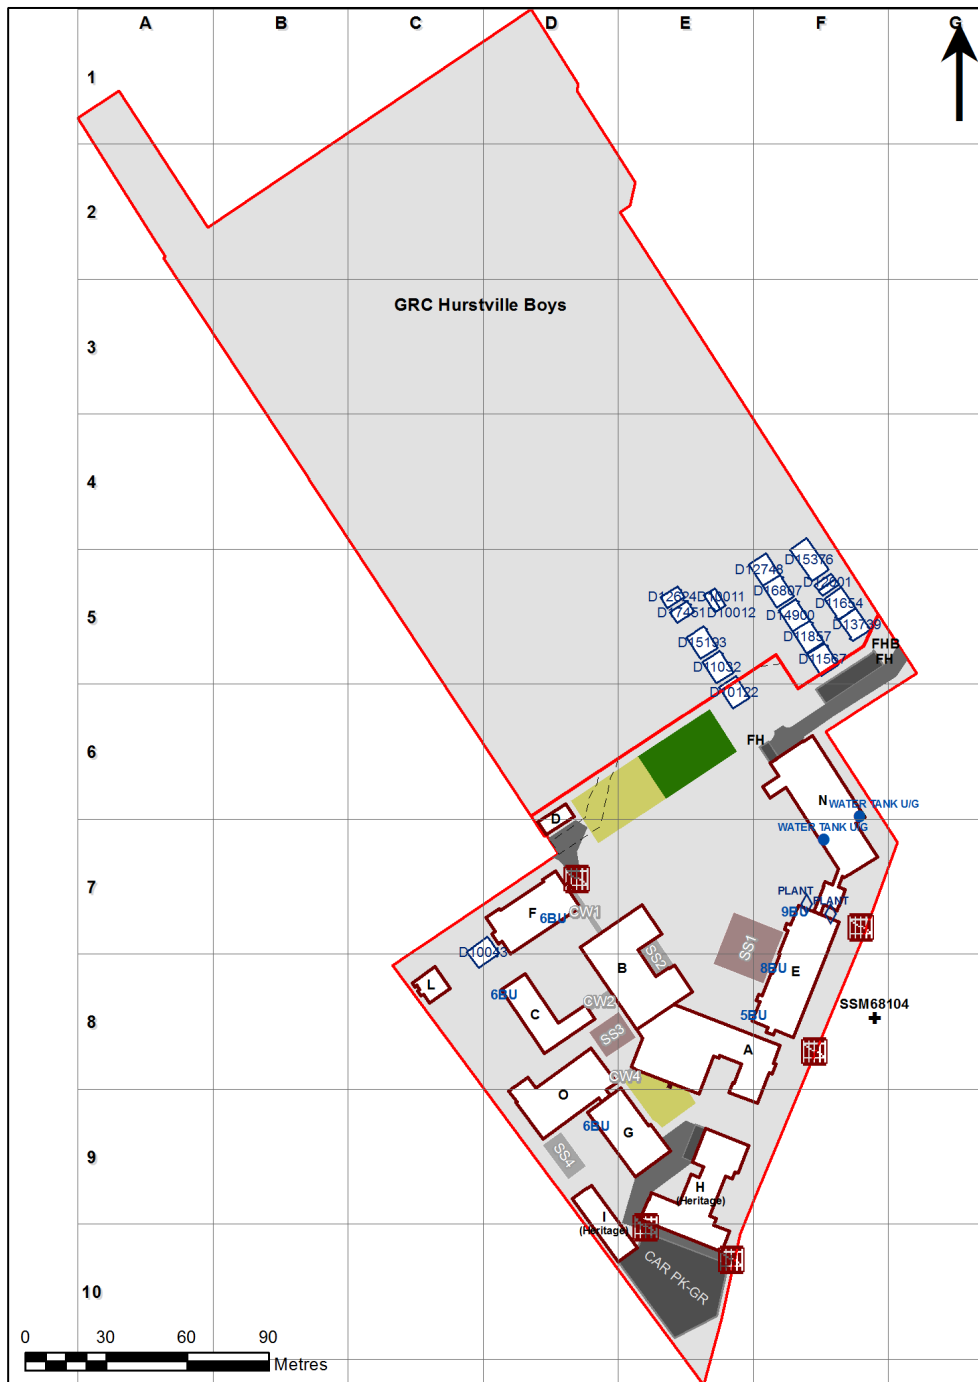 A B C D E F G
1
2
GRC Hurstville Boys
3
4
D15376
D12748
D12001
D16807
D12624
D10011
D11654
D17451
D10012
D14900
D13739
D11857
D15193
FHB
D11567
FH
D11032
D10122
5
FH
6
N
WATER TANK U/G
D
WATER TANK U/G
7
PLANT
PLANT
F
6BU
CW1
9BU
SS1
D10043
SS2
B
8BU
E
L
6BU
CW2
SSM68104
C
5BU
8
SS3
A
CW4
O
6BU
G
9
SS4
H
(Heritage)
I
(Heritage)
CAR PK-GR
10
0 30 60 90
Metres